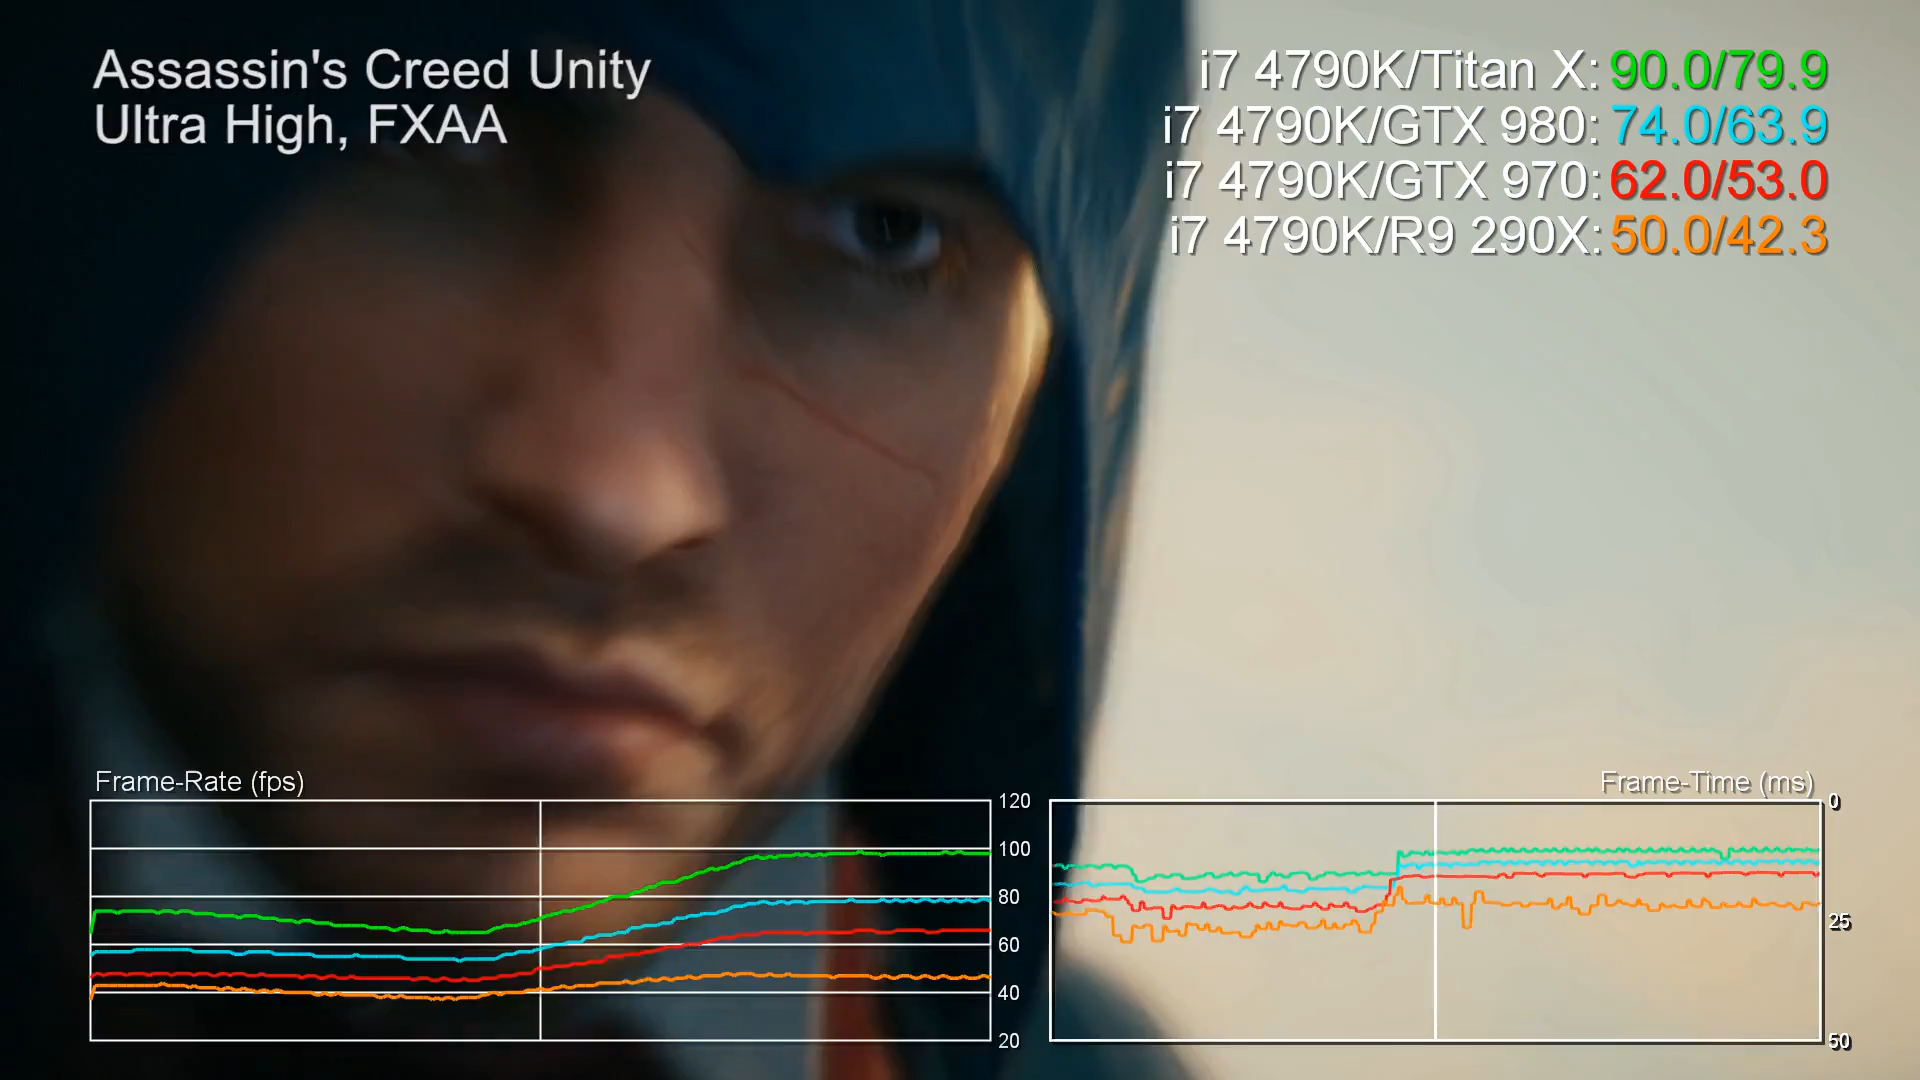 Assassin's Creed Unity
Ultra High, FXAA
i7 4790K/Titan X: 90.0/79.9
i7 4790K/GTX 980: 74.0/63.9
i7 4790K/GTX 970: 62.0/53.0
i7 4790K/R9 290X: 50.0/42.3
Frame-Rate (fps)
120
100
80
60
40
20
Frame-Time (ms)
0
25
50